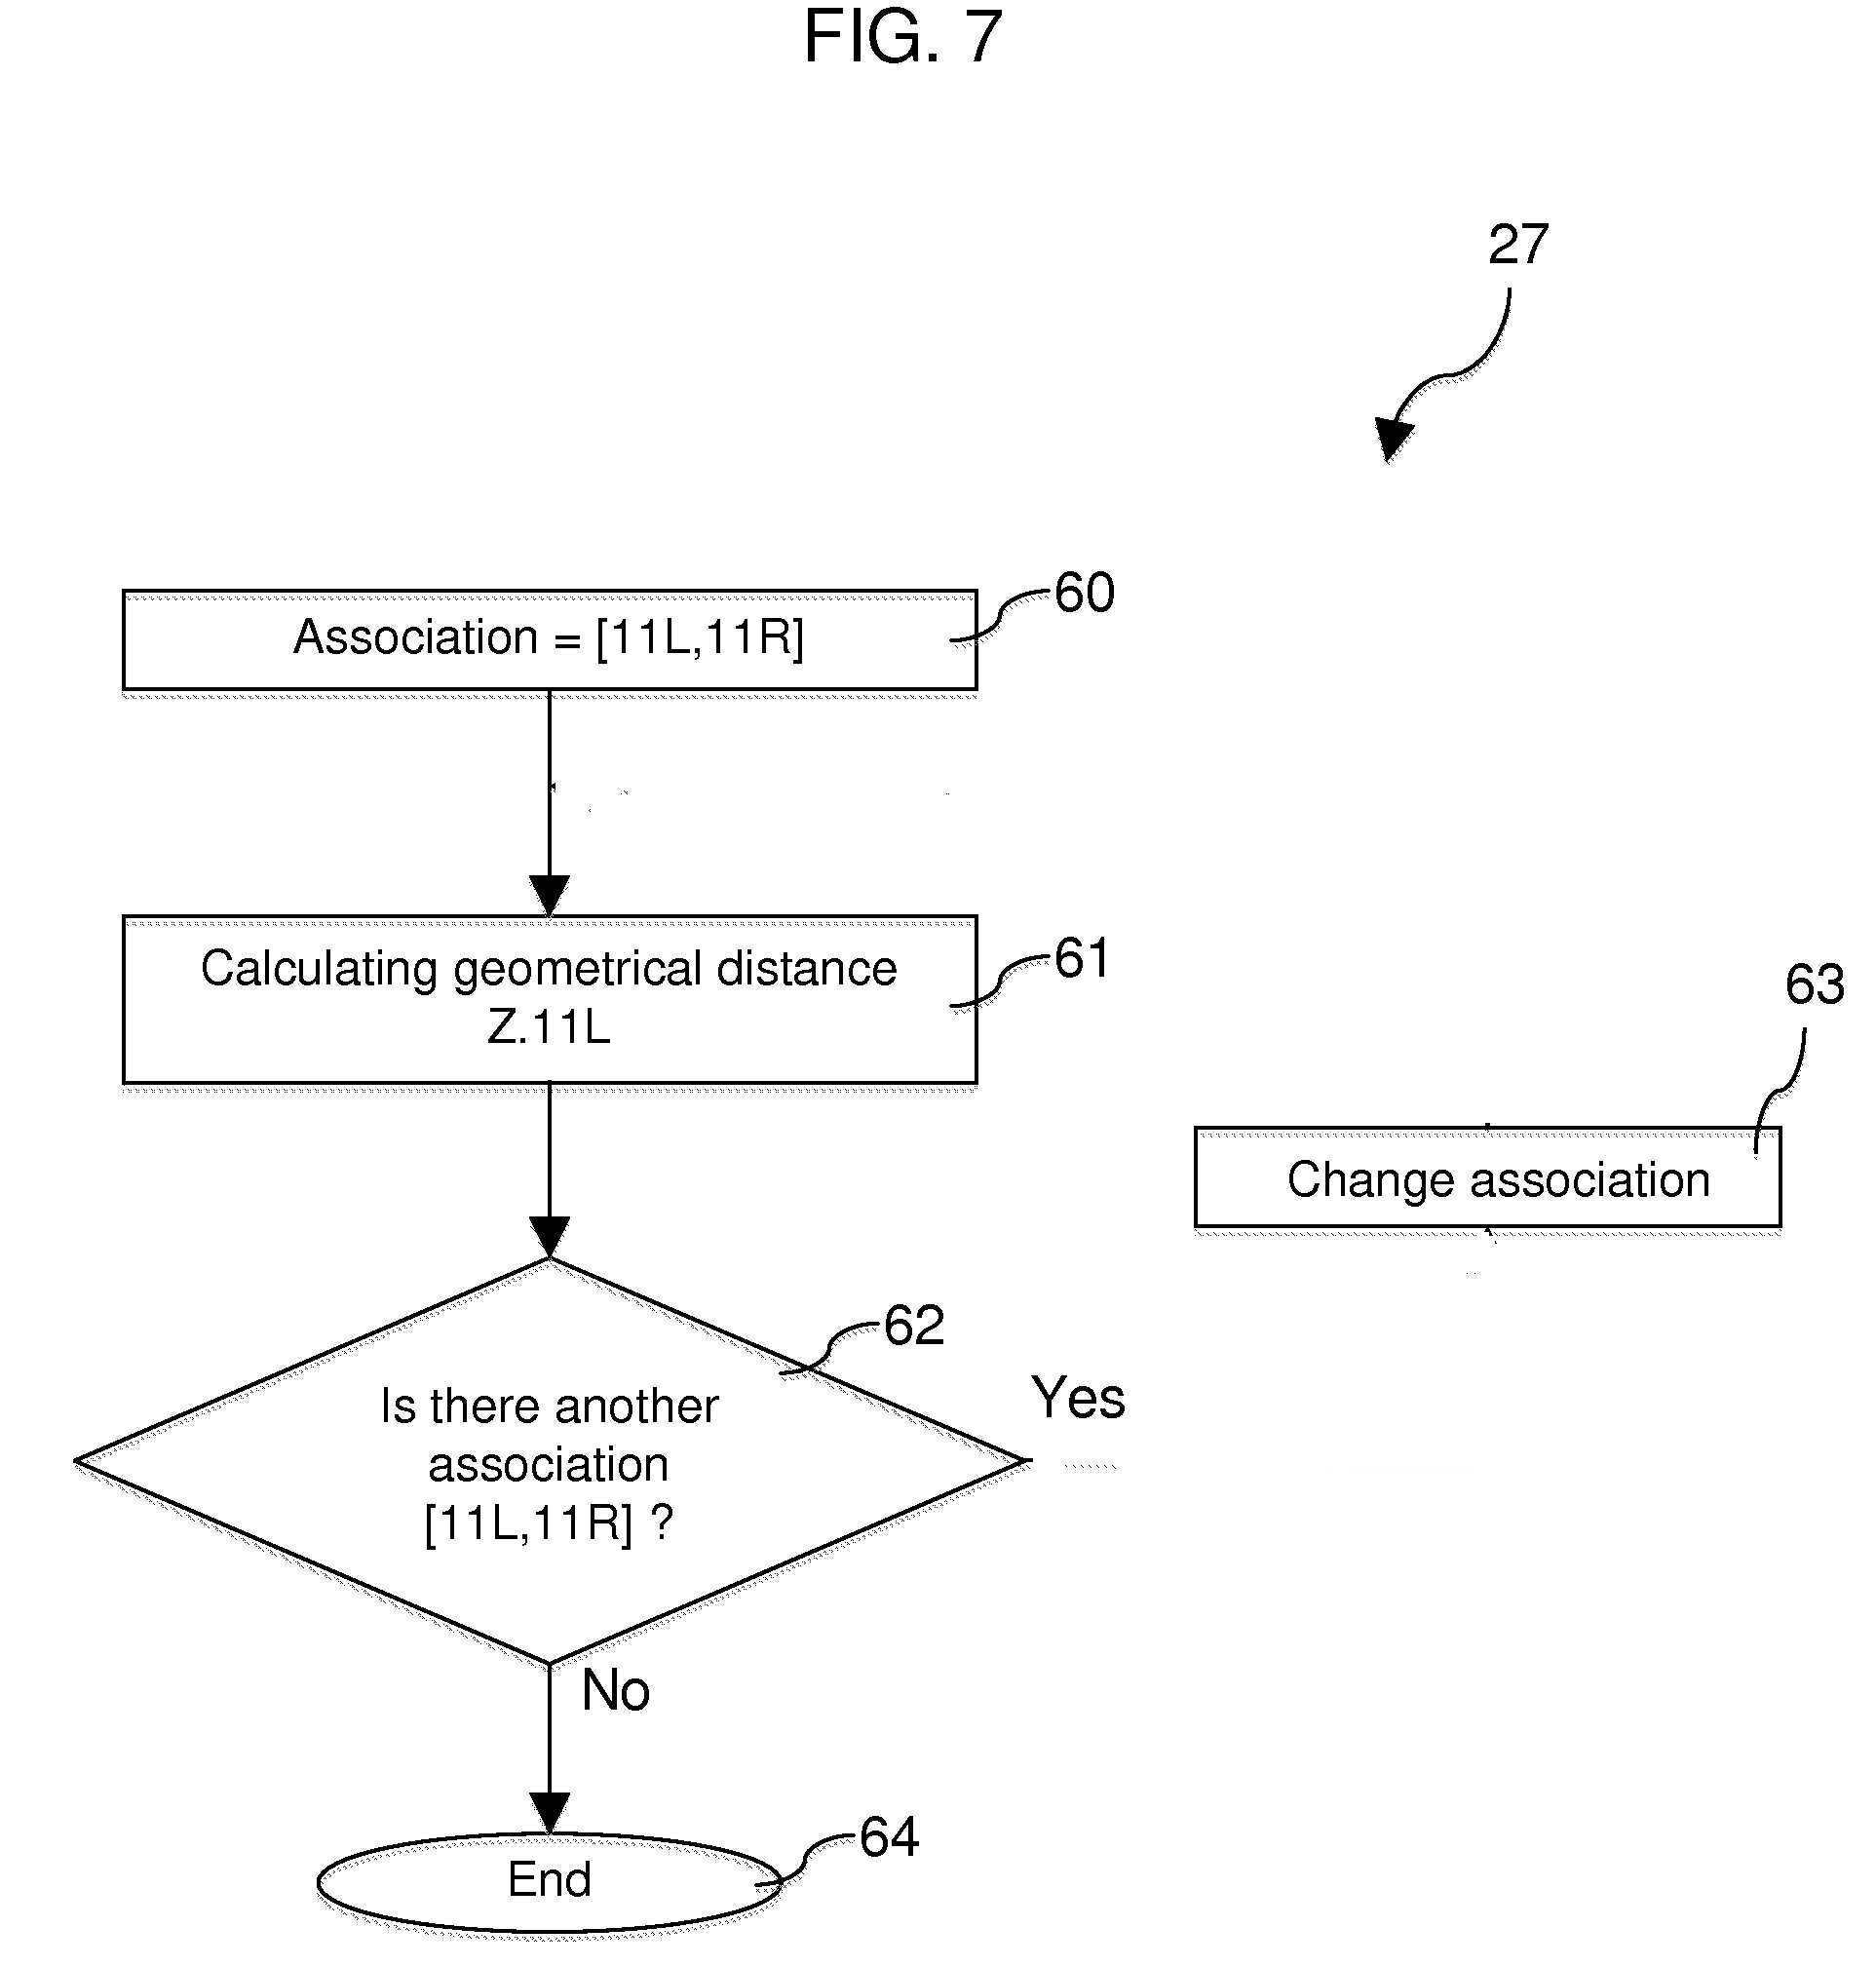 FIG. 7
27
60
Association = [11L,11R]
61
Calculating geometrical distance
Z.11L
63
Change association
62
Is there another
association
[11L,11R] ?
Yes
No
64
End